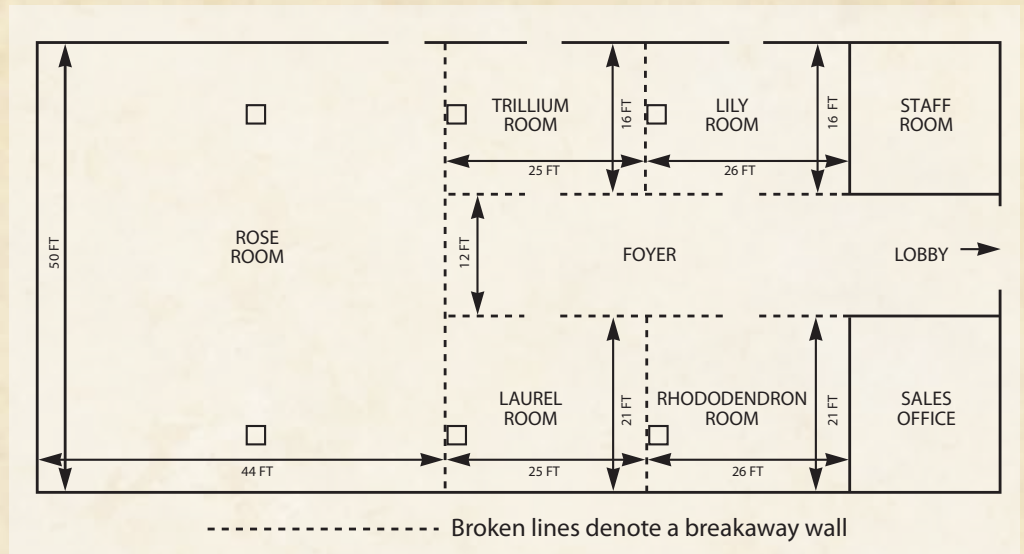 TRILLIUM
ROOM
16 FT
LILY
ROOM
16 FT
STAFF
ROOM
25 FT
26 FT
50 FT
ROSE
ROOM
12 FT
FOYER
LOBBY
LAUREL
ROOM
21 FT
RHODODENDRON
ROOM
21 FT
SALES
OFFICE
44 FT
25 FT
26 FT
Broken lines denote a breakaway wall